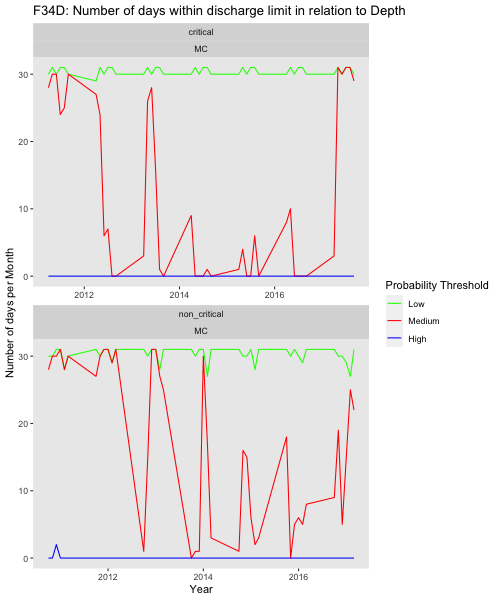 F34D: Number of days within discharge limit in relation to Depth
critical
MC
30
20
10
0
2012 2014 2016
Number of days per Month
non_critical
MC
30
20
10
0
2012 2014 2016
Year
Probability Threshold
Low
Medium
High